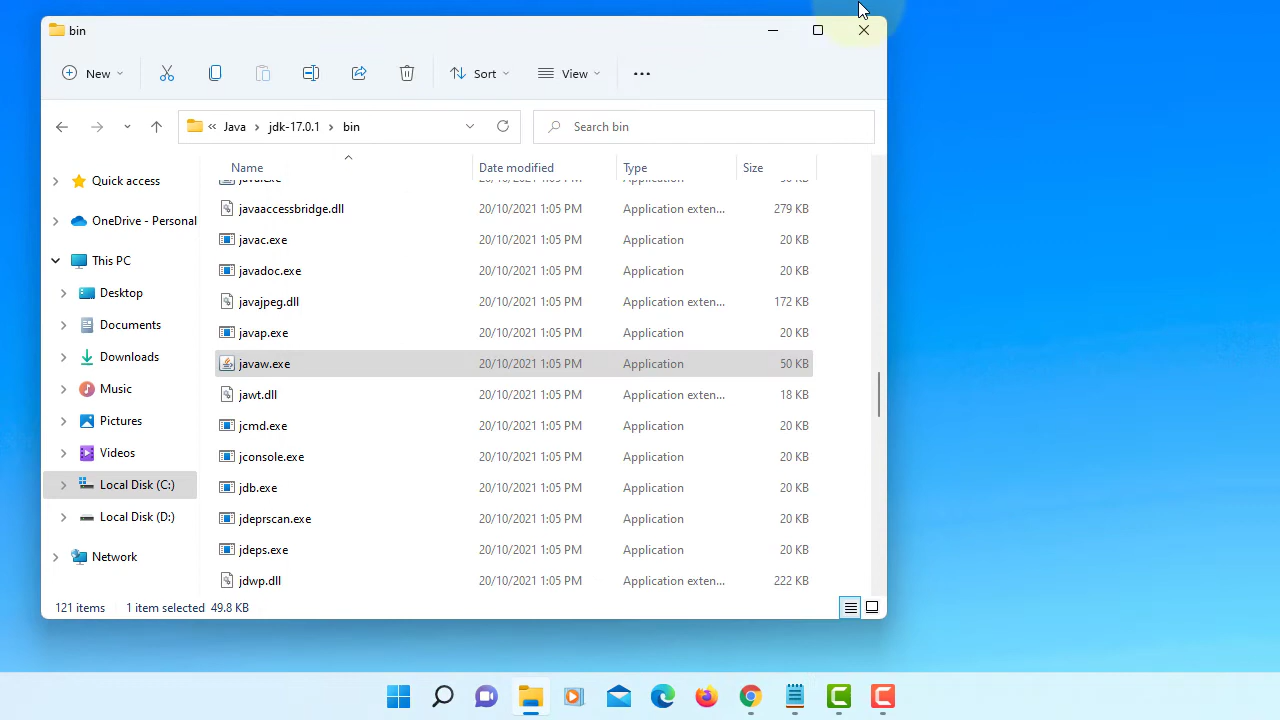 bin
New
Sort
View
Java
jdk-17.0.1
bin
Search bin
Name
Date modified
Type
Size
Quick access
OneDrive - Personal
This PC
Desktop
Documents
Downloads
Music
Pictures
Videos
Local Disk (C:)
Local Disk (D:)
Network
javaaccessbridge.dll 20/10/2021 1:05 PM Application exten... 279 KB
javac.exe 20/10/2021 1:05 PM Application 20 KB
javadoc.exe 20/10/2021 1:05 PM Application 20 KB
javajpeg.dll 20/10/2021 1:05 PM Application exten... 172 KB
javap.exe 20/10/2021 1:05 PM Application 20 KB
javaw.exe 20/10/2021 1:05 PM Application 50 KB
jawt.dll 20/10/2021 1:05 PM Application exten... 18 KB
jcmd.exe 20/10/2021 1:05 PM Application 20 KB
jconsole.exe 20/10/2021 1:05 PM Application 20 KB
jdb.exe 20/10/2021 1:05 PM Application 20 KB
jdeprscan.exe 20/10/2021 1:05 PM Application 20 KB
jdeps.exe 20/10/2021 1:05 PM Application 20 KB
jdwp.dll 20/10/2021 1:05 PM Application exten... 222 KB
121 items
1 item selected 49.8 KB